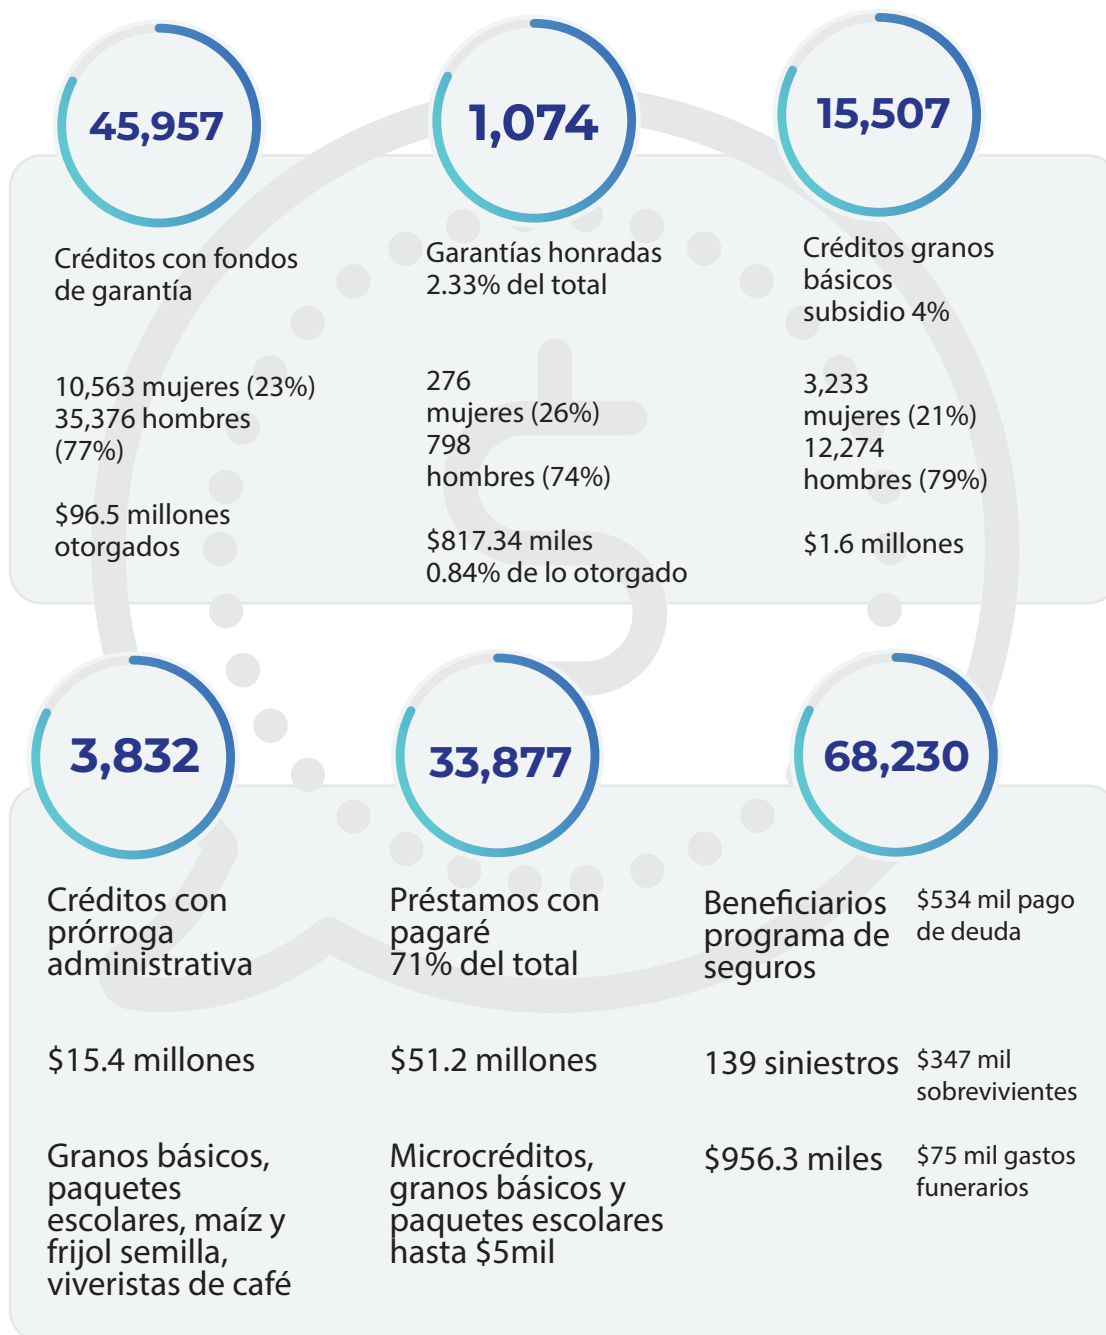 45,957
Créditos con fondos
de garantía
10,563 mujeres (23%)
35,376 hombres
(77%)
$96.5 millones
otorgados
1,074
Garantías honradas
2.33% del total
276
mujeres (26%)
798
hombres (74%)
$817.34 miles
0.84% de lo otorgado
15,507
Créditos granos
básicos
subsidio 4%
3,233
mujeres (21%)
12,274
hombres (79%)
$1.6 millones
3,832
Créditos con
prórroga
administrativa
$15.4 millones
Granos básicos,
paquetes
escolares, maíz y
frijol semilla,
viveristas de café
33,877
Préstamos con
pagaré
71% del total
$51.2 millones
Microcréditos,
granos básicos y
paquetes escolares
hasta $5mil
68,230
Beneficiarios
programa de
seguros
139 siniestros
$956.3 miles
$534 mil pago
de deuda
$347 mil
sobrevivientes
$75 mil gastos
funerarios